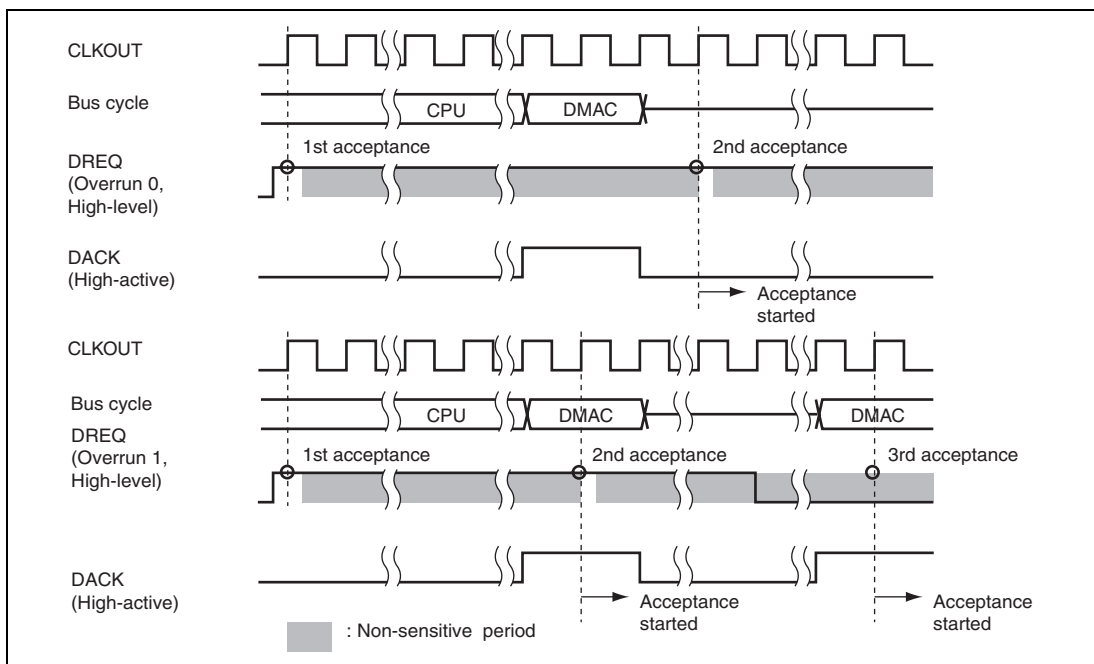 CLKOUT
Bus cycle
CPU
DMAC
DREQ
(Overrun 0,
High-level)
1st acceptance
2nd acceptance
DACK
(High-active)
Acceptance
started
CLKOUT
Bus cycle
CPU
DMAC
DMAC
DREQ
(Overrun 1,
High-level)
1st acceptance
2nd acceptance
3rd acceptance
DACK
(High-active)
Acceptance
started
Acceptance
started
: Non-sensitive period